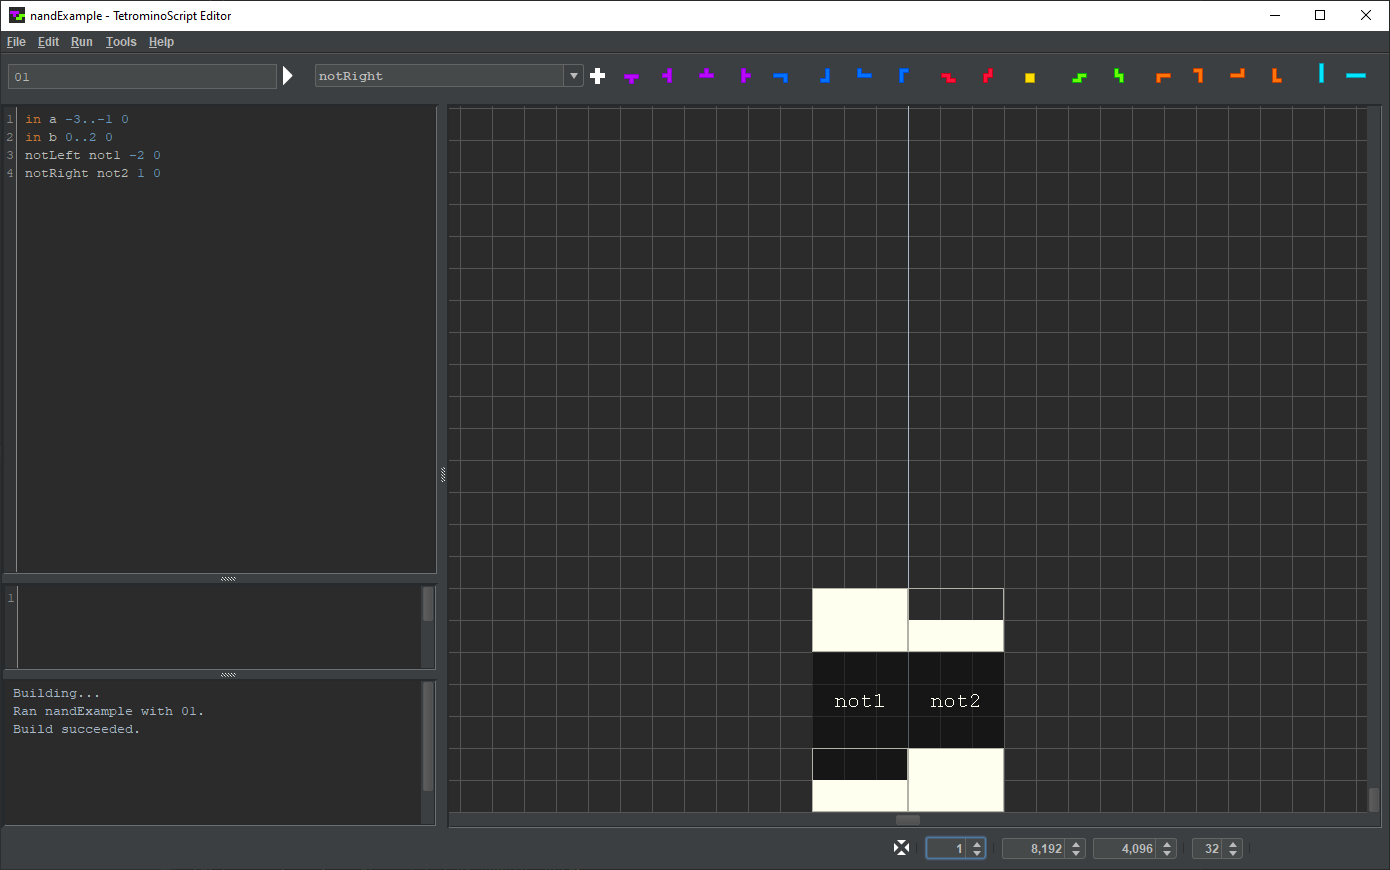 nandExample - TetrominoScript Editor
File Edit Run Tools Help
01
notRight
1 in a -3..-1 0
2 in b 0..2 0
3 notLeft not1 -2 0
4 notRight not2 1 0
1
Building...
Ran nandExample with 01.
Build succeeded.
not1 not2
1 8,192 4,096 32